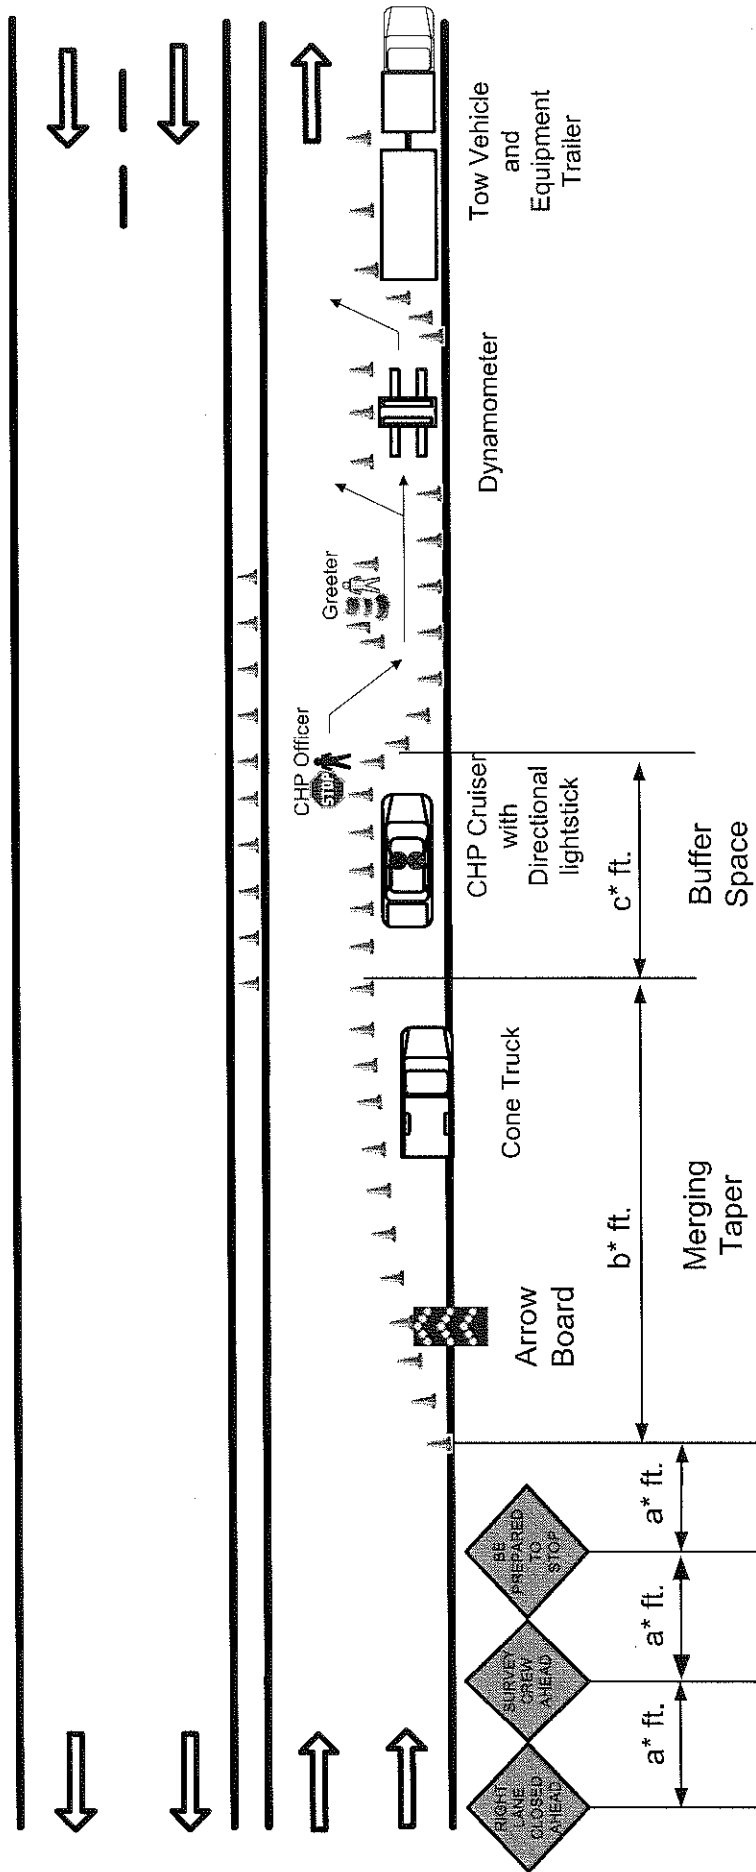 RIGHT
LANE
CLOSED
AHEAD
SURVEY
CREW
AHEAD
BE
PREPARED
TO
STOP
a* ft.
a* ft.
a* ft.
Arrow
Board
b* ft.
Merging
Taper
Cone Truck
CHP Cruiser
with
Directional
lightstick
c* ft.
Buffer
Space
CHP Officer
STOP
Greeter
Dynamometer
Tow Vehicle
and
Equipment
Trailer